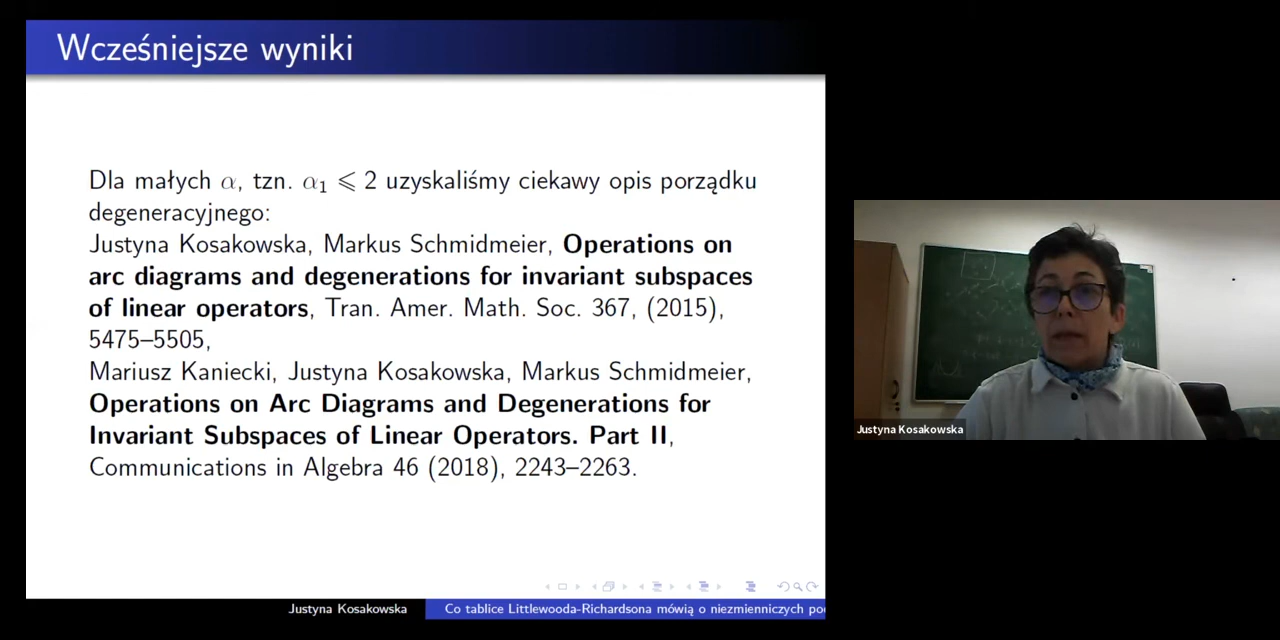 Wcześniejsze wyniki
Dla małych α, tzn. α₁ ⩽ 2 uzyskaliśmy ciekawy opis porządku
degeneracyjnego:
Justyna Kosakowska, Markus Schmidmeier, Operations on
arc diagrams and degenerations for invariant subspaces
of linear operators, Tran. Amer. Math. Soc. 367, (2015),
5475–5505,
Mariusz Kaniecki, Justyna Kosakowska, Markus Schmidmeier,
Operations on Arc Diagrams and Degenerations for
Invariant Subspaces of Linear Operators. Part II,
Communications in Algebra 46 (2018), 2243–2263.
Justyna Kosakowska
Justyna Kosakowska
Co tablice Littlewooda-Richardsona mówią o niezmienniczych